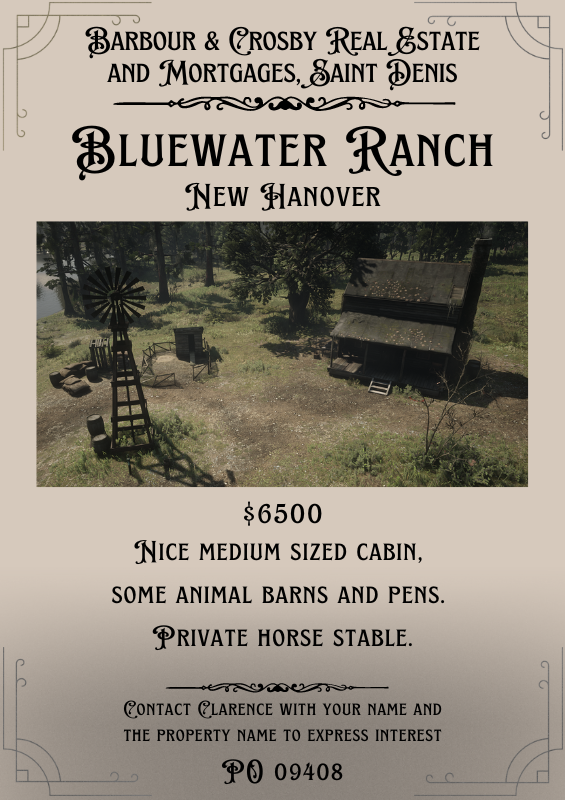 Barbour & Crosby Real Estate
and Mortgages, Saint Denis
Bluewater Ranch
New Hanover
$6500
Nice medium sized cabin,
some animal barns and pens.
Private horse stable.
Contact Clarence with your name and
the property name to express interest
PO 09408